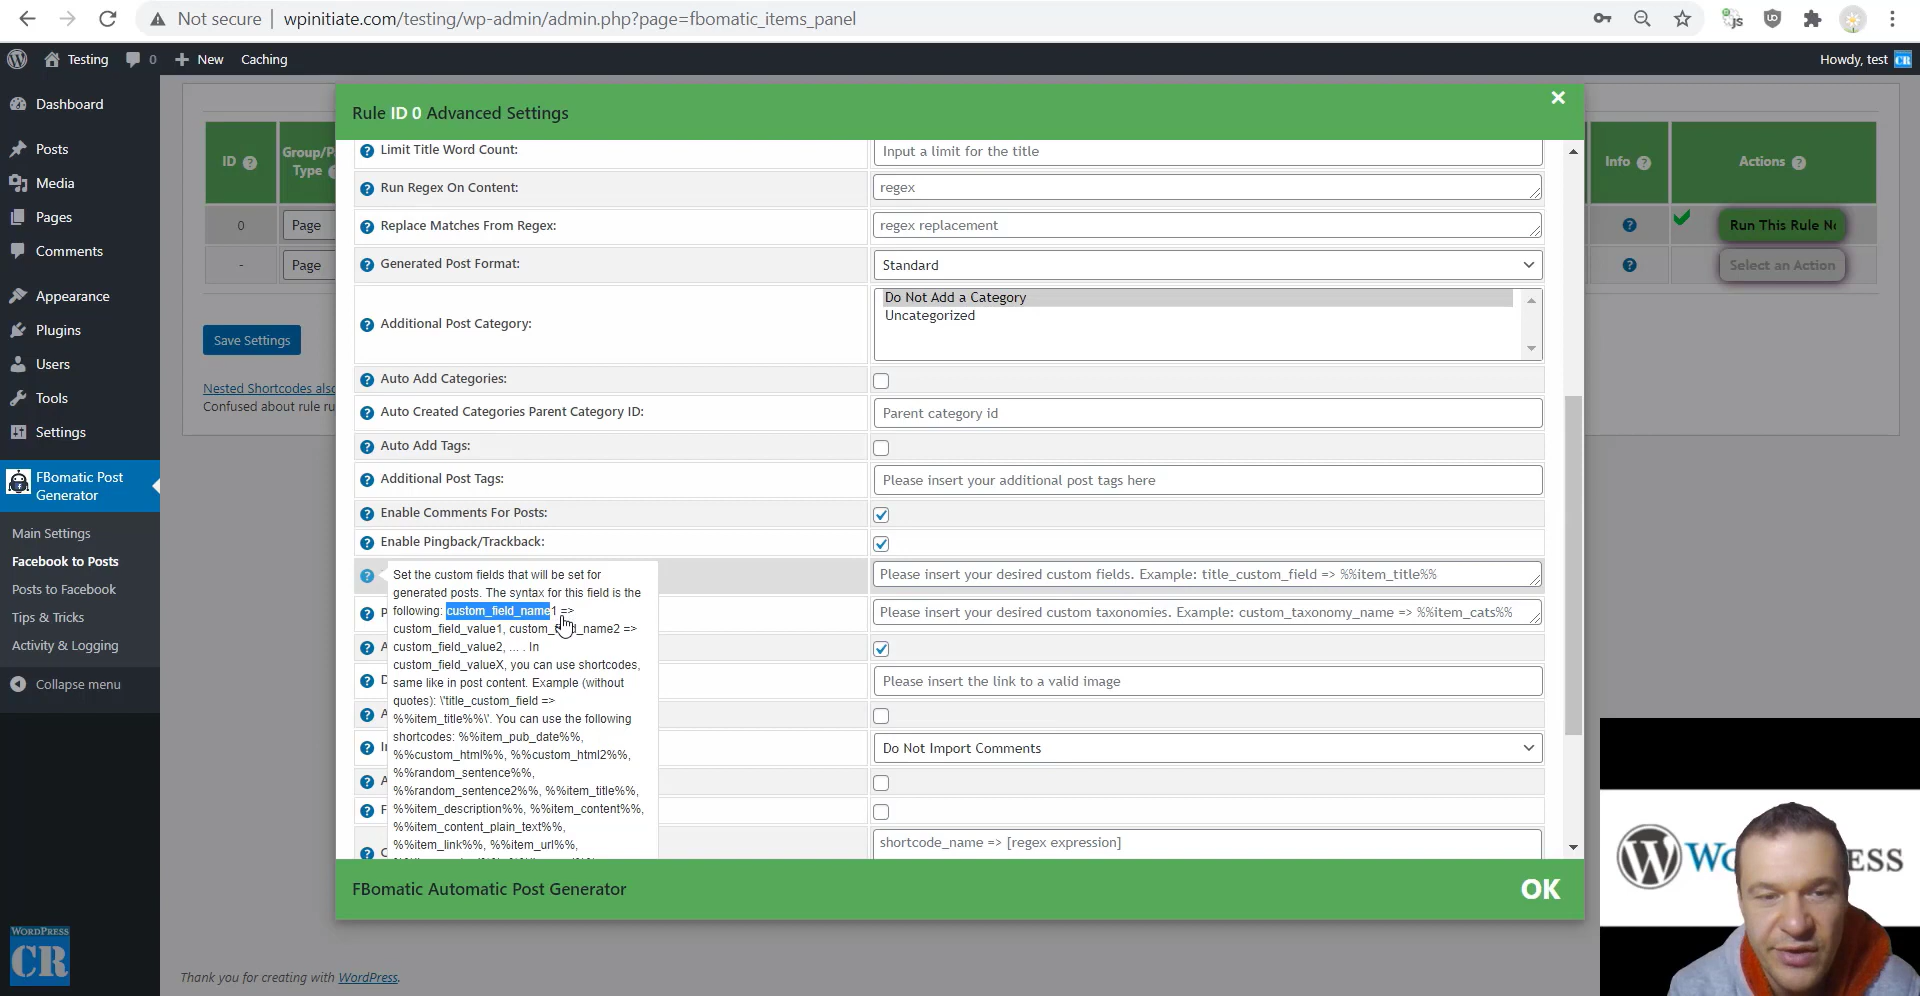 Not secure | wpinitiate.com/testing/wp-admin/admin.php?page=fbomatic_items_panel
Testing 0 New Caching
Howdy, test
Dashboard
Posts
Media
Pages
Comments
Appearance
Plugins
Users
Tools
Settings
FBomatic Post
Generator
Main Settings
Facebook to Posts
Posts to Facebook
Tips & Tricks
Activity & Logging
Collapse menu
WORDPRESS
CR
ID
Group/P
Type
Info
Actions
0
Page
Run This Rule No
-
Page
Select an Action
Save Settings
Nested Shortcodes also
Confused about rule ru
Rule ID 0 Advanced Settings
Limit Title Word Count:
Input a limit for the title
Run Regex On Content:
regex
Replace Matches From Regex:
regex replacement
Generated Post Format:
Standard
Additional Post Category:
Do Not Add a Category
Uncategorized
Auto Add Categories:
Auto Created Categories Parent Category ID:
Parent category id
Auto Add Tags:
Additional Post Tags:
Please insert your additional post tags here
Enable Comments For Posts:
Enable Pingback/Trackback:
Please insert your desired custom fields. Example: title_custom_field => %%item_title%%
Please insert your desired custom taxonomies. Example: custom_taxonomy_name => %%item_cats%%
Please insert the link to a valid image
Do Not Import Comments
shortcode_name => [regex expression]
Set the custom fields that will be set for
generated posts. The syntax for this field is the
following: custom_field_name1 =>
custom_field_value1, custom_field_name2 =>
custom_field_value2, ... . In
custom_field_valueX, you can use shortcodes,
same like in post content. Example (without
quotes): \'title_custom_field =>
%%item_title%%\'. You can use the following
shortcodes: %%item_pub_date%%,
%%custom_html%%, %%custom_html2%%,
%%random_sentence%%,
%%random_sentence2%%, %%item_title%%,
%%item_description%%, %%item_content%%,
%%item_content_plain_text%%,
%%item_link%%, %%item_url%%,
FBomatic Automatic Post Generator
OK
Thank you for creating with WordPress.